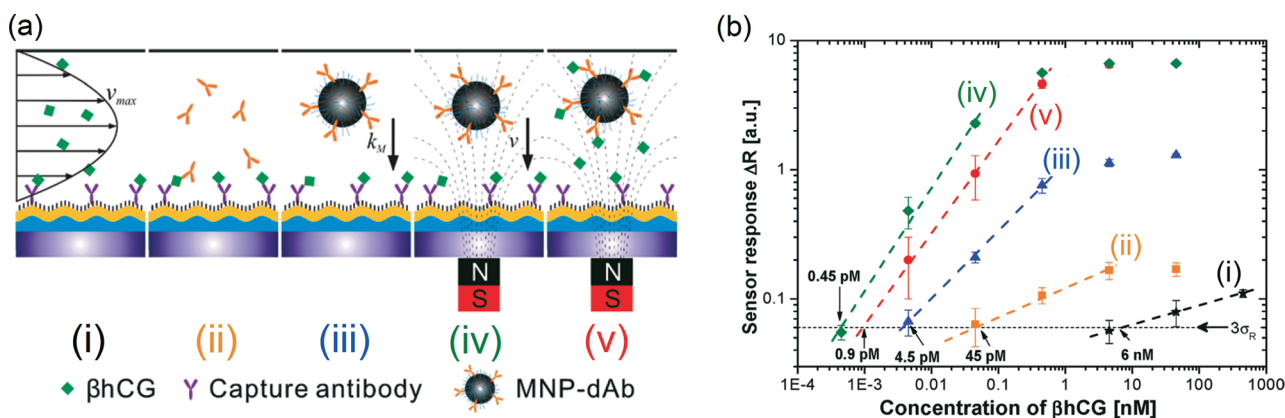 (a)
v_max
k_M
v
N
S
N
S
(i)
(ii)
(iii)
(iv)
(v)
βhCG
Capture antibody
MNP-dAb
(b)
Sensor response ΔR [a.u.]
10
1
0.1
(iv)
(v)
(iii)
(ii)
(i)
0.45 pM
0.9 pM
4.5 pM
45 pM
6 nM
3σ_R
1E-4
1E-3
0.01
0.1
1
10
100
1000
Concentration of βhCG [nM]